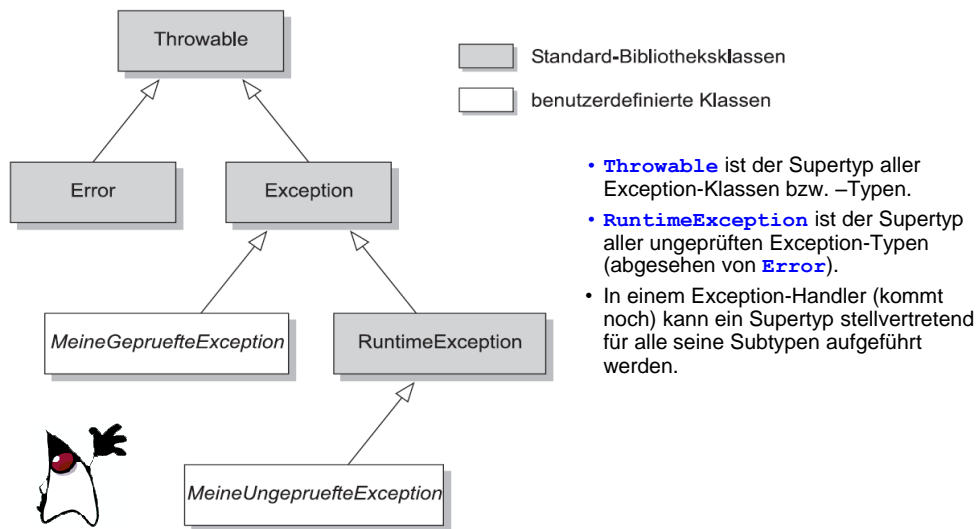 Throwable
Standard-Bibliotheksklassen
benutzerdefinierte Klassen
Error
Exception
• Throwable ist der Supertyp aller
Exception-Klassen bzw. –Typen.
• RuntimeException ist der Supertyp
aller ungeprüften Exception-Typen
(abgesehen von Error).
• In einem Exception-Handler (kommt
noch) kann ein Supertyp stellvertretend
für alle seine Subtypen aufgeführt
werden.
MeineGepruefteException
RuntimeException
MeineUngepruefteException